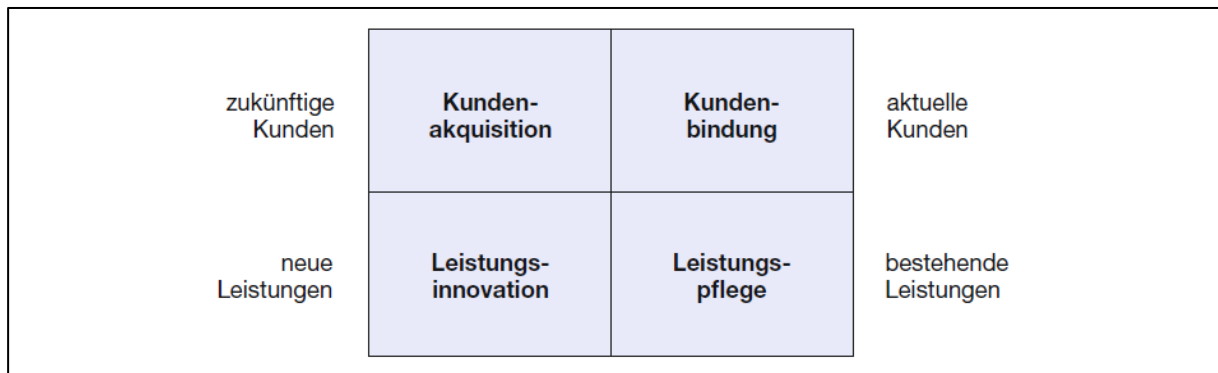 zukünftige
Kunden
Kunden-
akquisition
Kunden-
bindung
aktuelle
Kunden
neue
Leistungen
Leistungs-
innovation
Leistungs-
pflege
bestehende
Leistungen